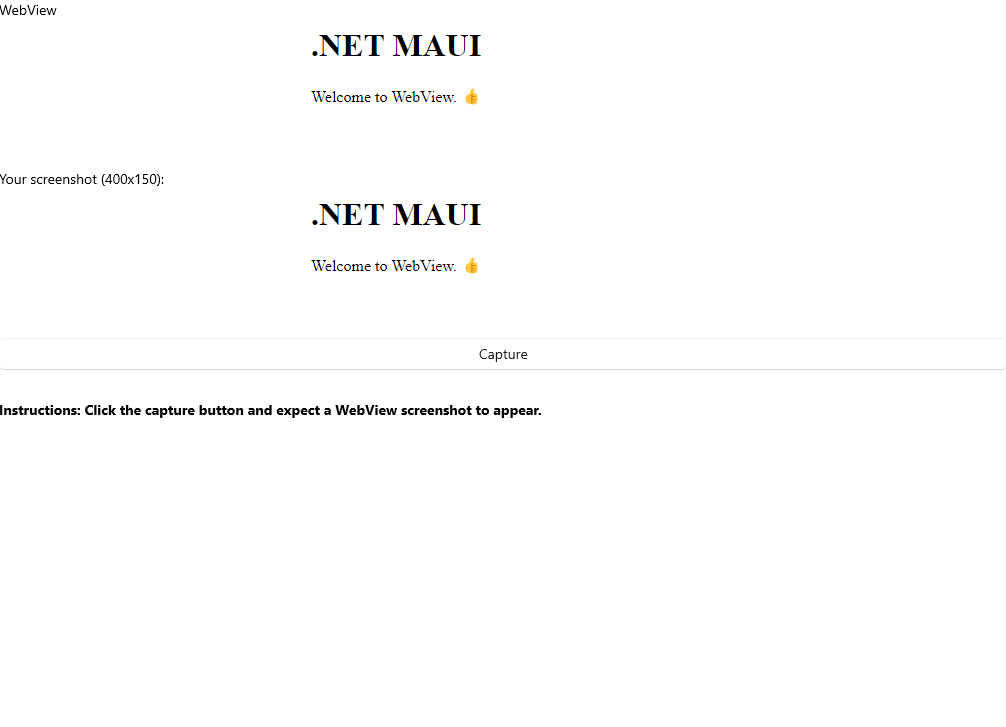 WebView
.NET MAUI
Welcome to WebView. 👍
Your screenshot (400x150):
.NET MAUI
Welcome to WebView. 👍
Capture
Instructions: Click the capture button and expect a WebView screenshot to appear.